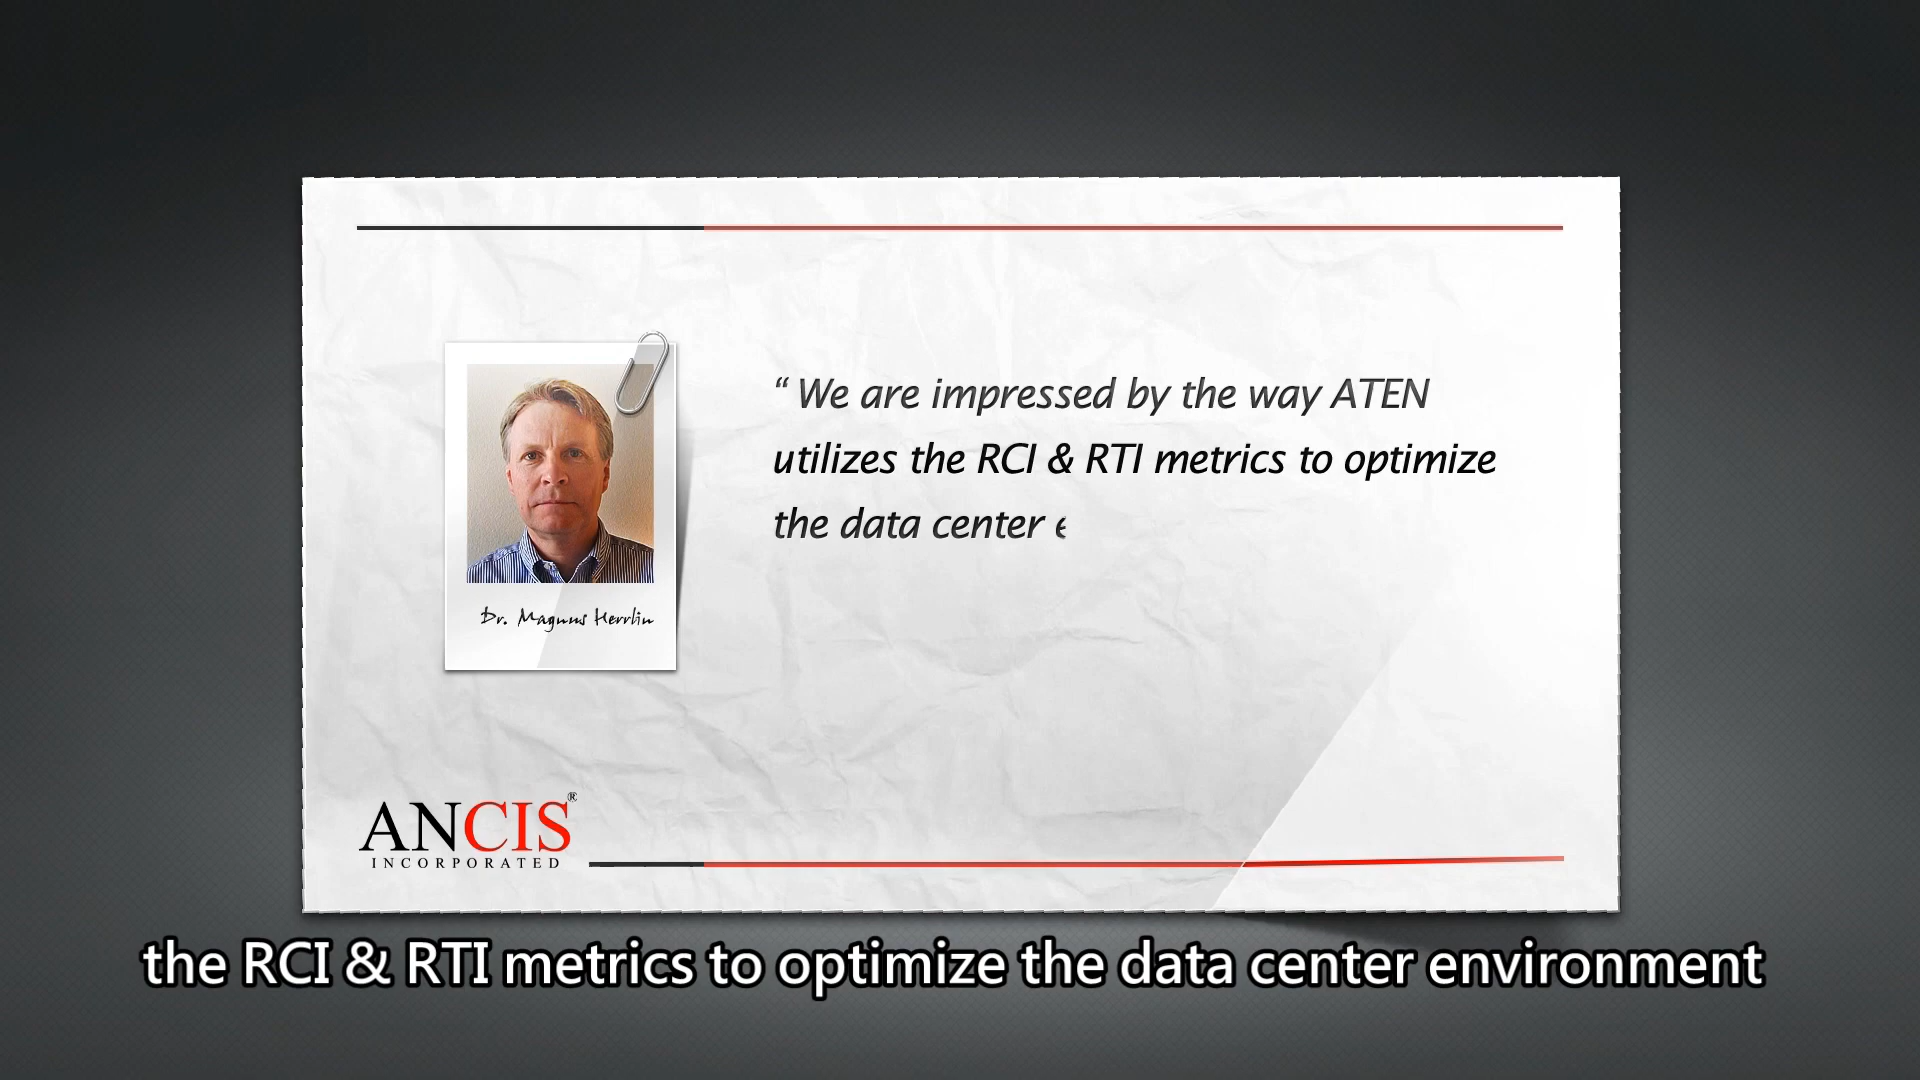 “ We are impressed by the way ATEN
utilizes the RCI & RTI metrics to optimize
the data center e
Dr. Magnus Herrlin
ANCIS®
INCORPORATED
the RCI & RTI metrics to optimize the data center environment